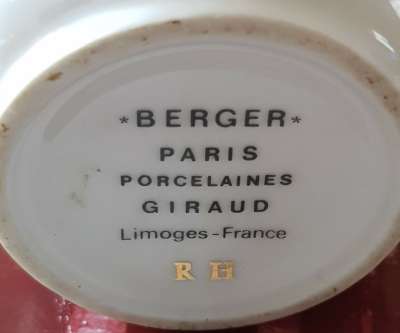 *BERGER*
PARIS
PORCELAINES
GIRAUD
Limoges-France
R H